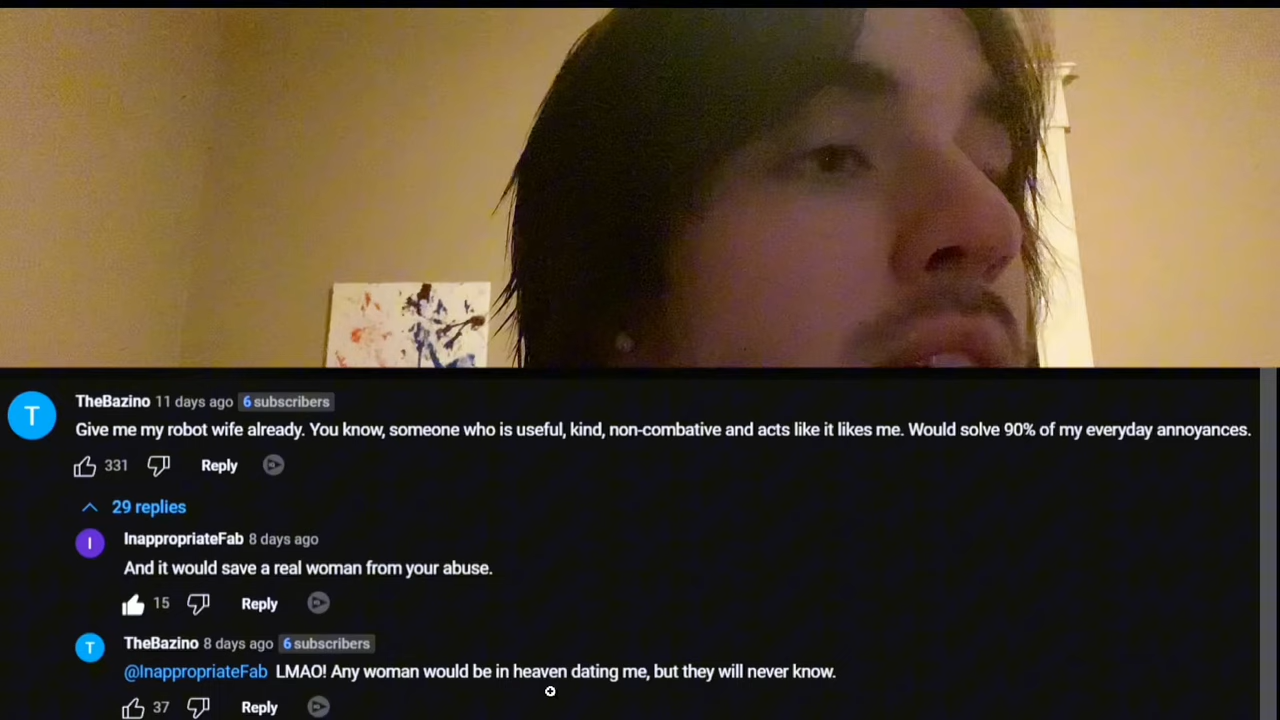 T
TheBazino 11 days ago 6 subscribers
Give me my robot wife already. You know, someone who is useful, kind, non-combative and acts like it likes me. Would solve 90% of my everyday annoyances.
331 Reply
29 replies
I
InappropriateFab 8 days ago
And it would save a real woman from your abuse.
15 Reply
T
TheBazino 8 days ago 6 subscribers
@InappropriateFab LMAO! Any woman would be in heaven dating me, but they will never know.
37 Reply